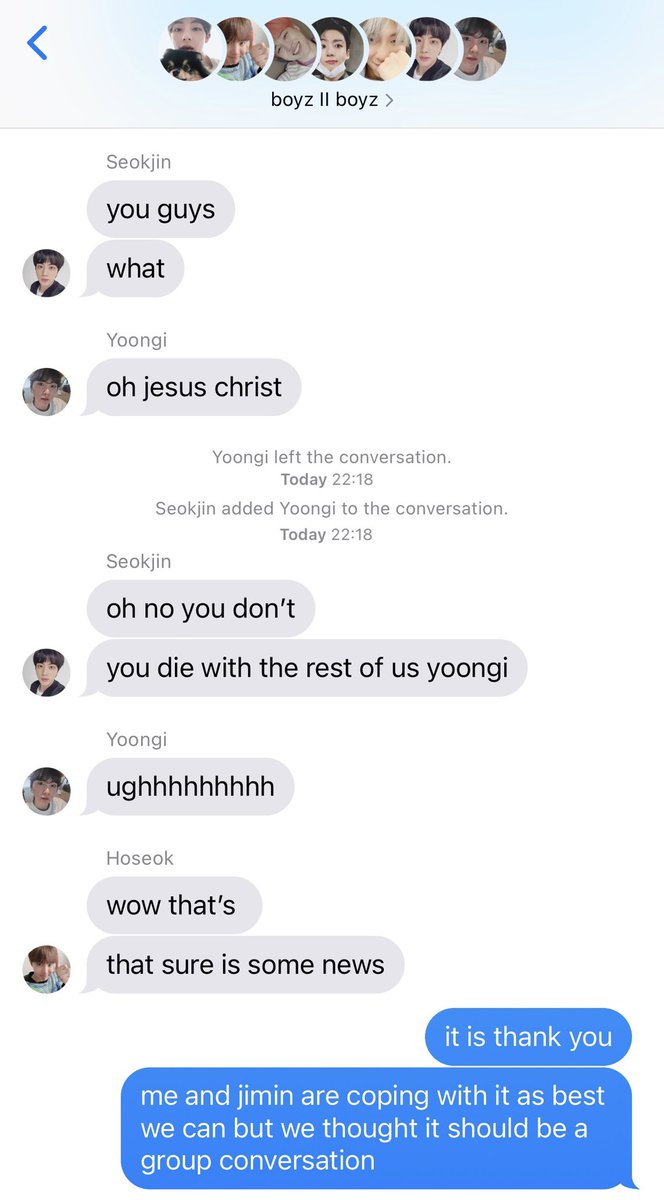 boyz II boyz
Seokjin
you guys
what
Yoongi
oh jesus christ
Yoongi left the conversation.
Today 22:18
Seokjin added Yoongi to the conversation.
Today 22:18
Seokjin
oh no you don’t
you die with the rest of us yoongi
Yoongi
ughhhhhhhhh
Hoseok
wow that’s
that sure is some news
it is thank you
me and jimin are coping with it as best
we can but we thought it should be a
group conversation